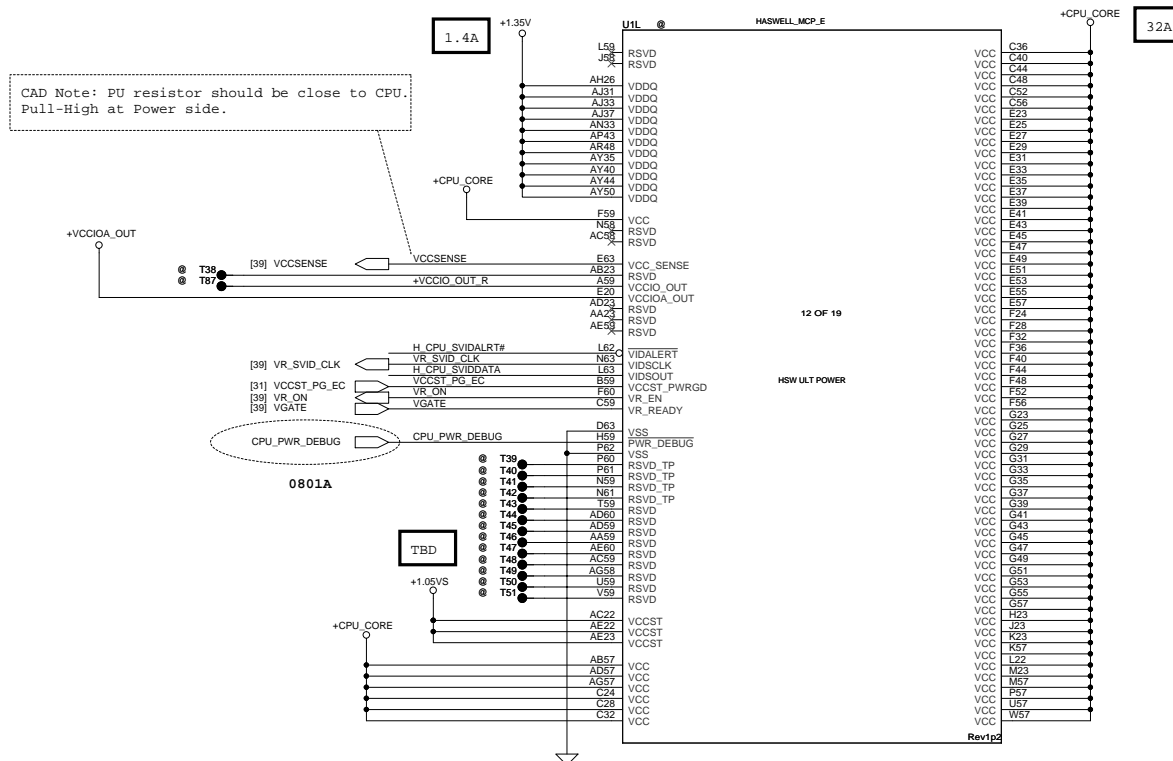 1.4A
+1.35V
U1L @ HASWELL_MCP_E
+CPU_CORE
32A
CAD Note: PU resistor should be close to CPU.
Pull-High at Power side.
L59 RSVD
J58 RSVD
AH26 VDDQ
AJ31 VDDQ
AJ33 VDDQ
AJ37 VDDQ
AN33 VDDQ
AP43 VDDQ
AR48 VDDQ
AY35 VDDQ
AY40 VDDQ
AY44 VDDQ
AY50 VDDQ
+CPU_CORE
F59 VCC
N58 RSVD
AC58 RSVD
+VCCIOA_OUT
[39] VCCSENSE VCCSENSE E63 VCC_SENSE
@ T38 AB23 RSVD
@ T87 +VCCIO_OUT_R A59 VCCIO_OUT
E20 VCCIOA_OUT
AD23 RSVD
AA23 RSVD
AE59 RSVD
12 OF 19
H_CPU_SVIDALRT# L62 VIDALERT
[39] VR_SVID_CLK VR_SVID_CLK N63 VIDSCLK
H_CPU_SVIDDATA L63 VIDSOUT
[31] VCCST_PG_EC VCCST_PG_EC B59 VCCST_PWRGD
[39] VR_ON VR_ON F60 VR_EN
[39] VGATE VGATE C59 VR_READY
HSW ULT POWER
D63 VSS
CPU_PWR_DEBUG CPU_PWR_DEBUG H59 PWR_DEBUG
P62 VSS
0801A
@ T39 P60 RSVD_TP
@ T40 P61 RSVD_TP
@ T41 N59 RSVD_TP
@ T42 N61 RSVD_TP
@ T43 T59 RSVD
@ T44 AD60 RSVD
@ T45 AD59 RSVD
@ T46 AA59 RSVD
@ T47 AE60 RSVD
@ T48 AC59 RSVD
@ T49 AG58 RSVD
@ T50 U59 RSVD
@ T51 V59 RSVD
TBD
+1.05VS
AC22 VCCST
AE22 VCCST
AE23 VCCST
+CPU_CORE
AB57 VCC
AD57 VCC
AG57 VCC
C24 VCC
C28 VCC
C32 VCC
VCC C36
VCC C40
VCC C44
VCC C48
VCC C52
VCC C56
VCC E23
VCC E25
VCC E27
VCC E29
VCC E31
VCC E33
VCC E35
VCC E37
VCC E39
VCC E41
VCC E43
VCC E45
VCC E47
VCC E49
VCC E51
VCC E53
VCC E55
VCC E57
VCC F24
VCC F28
VCC F32
VCC F36
VCC F40
VCC F44
VCC F48
VCC F52
VCC F56
VCC G23
VCC G25
VCC G27
VCC G29
VCC G31
VCC G33
VCC G35
VCC G37
VCC G39
VCC G41
VCC G43
VCC G45
VCC G47
VCC G49
VCC G51
VCC G53
VCC G55
VCC G57
VCC H23
VCC J23
VCC K23
VCC K57
VCC L22
VCC M23
VCC M57
VCC P57
VCC U57
VCC W57
Rev1p2